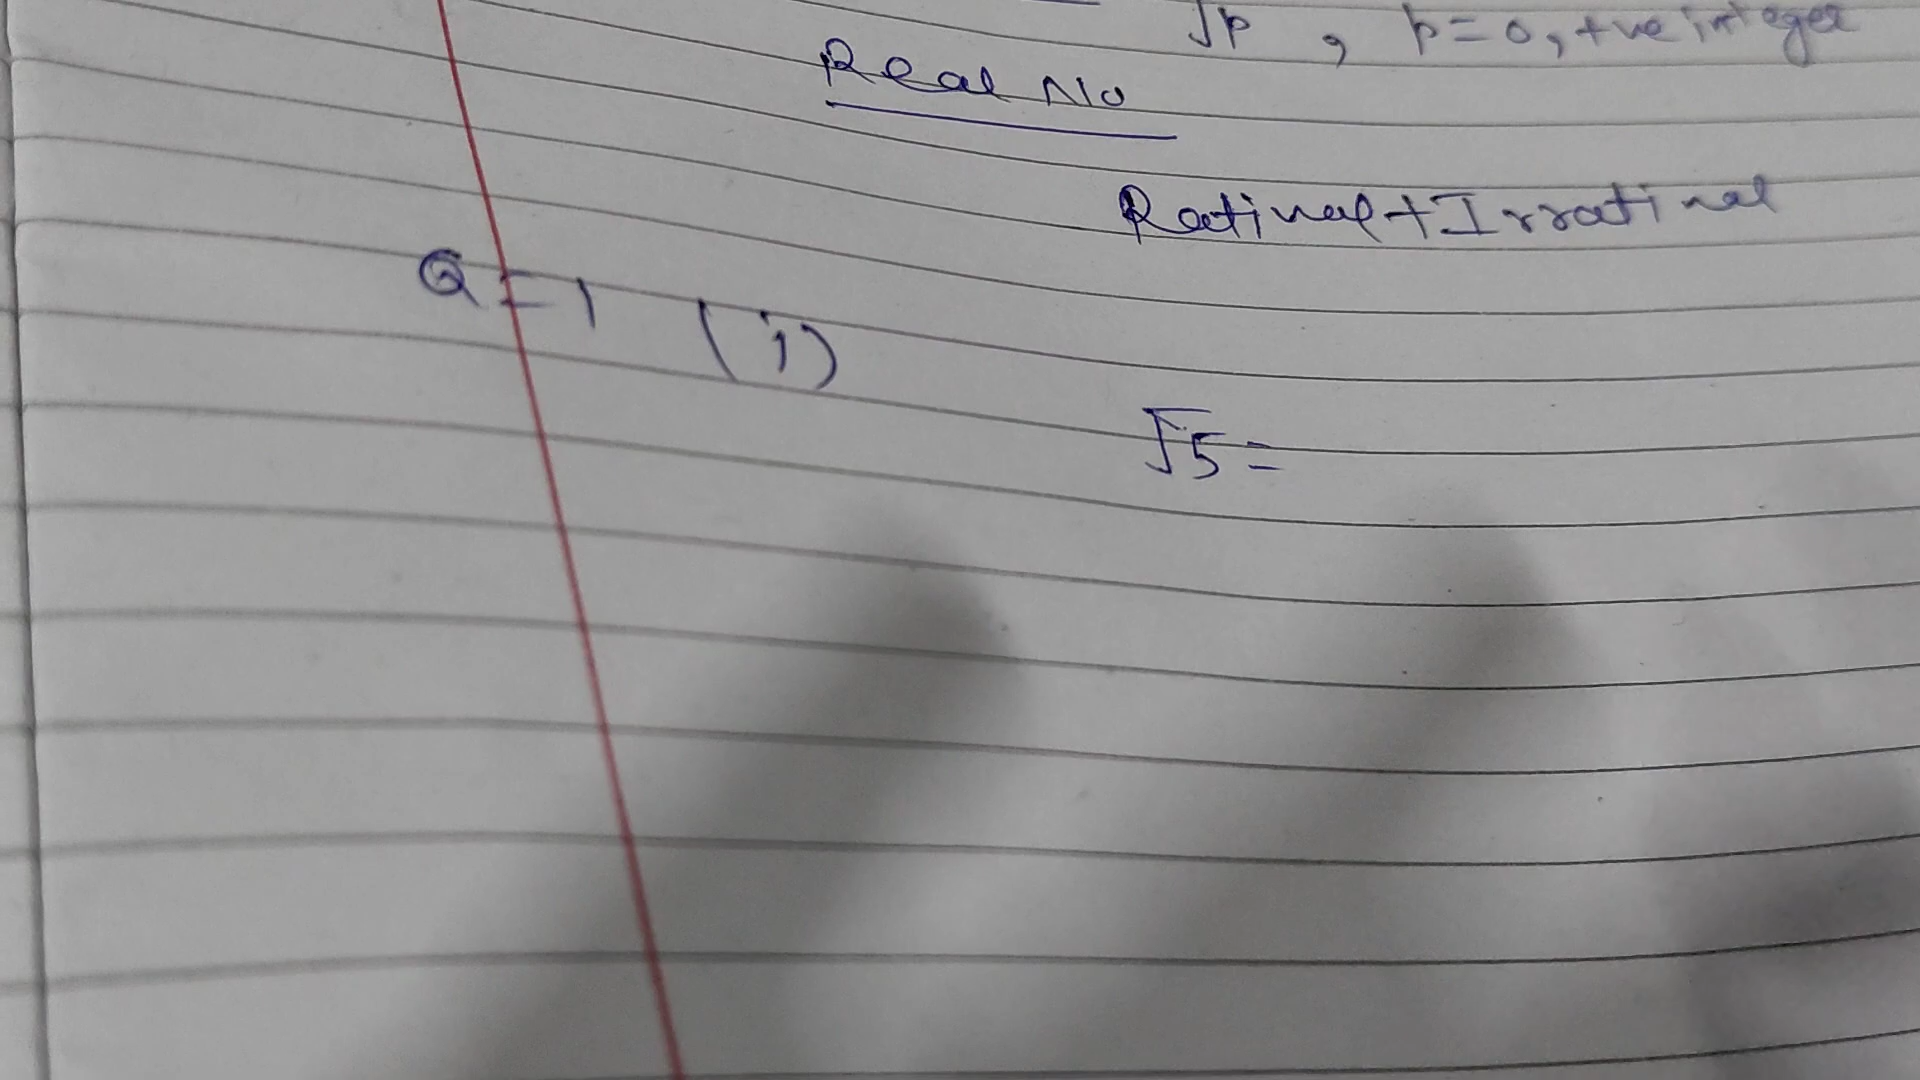 √p , p=0, +ve integer
Real No
Rational + Irrational
Q=1 (i)
√5=